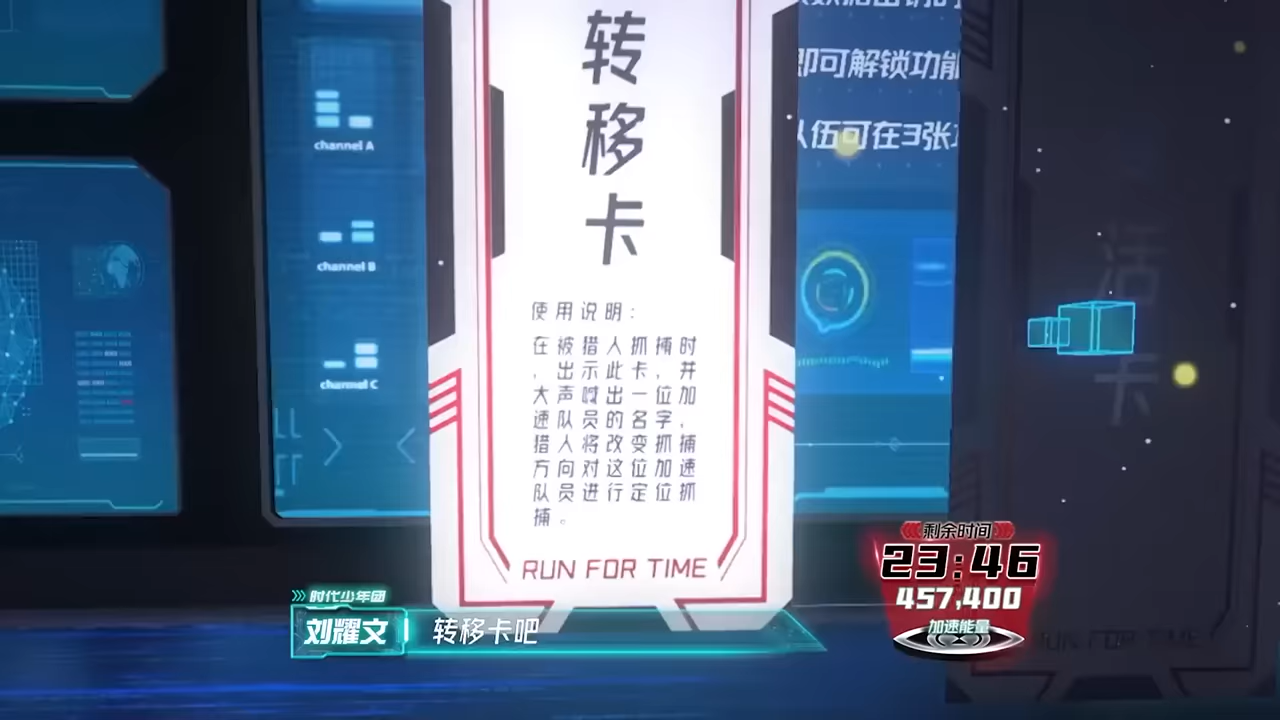 转移卡
使用说明：
在被猎人抓捕时
，出示此卡，并
大声喊出一位加
速队员的名字，
猎人将改变抓捕
方向对这位加速
队员进行定位抓
捕。
RUN FOR TIME
channel A
channel B
channel C
即可解锁功能
队伍可在3张
活
卡
RUN FOR TIME
剩余时间
23:46
457,400
加速能量
时代少年团
刘耀文
转移卡吧